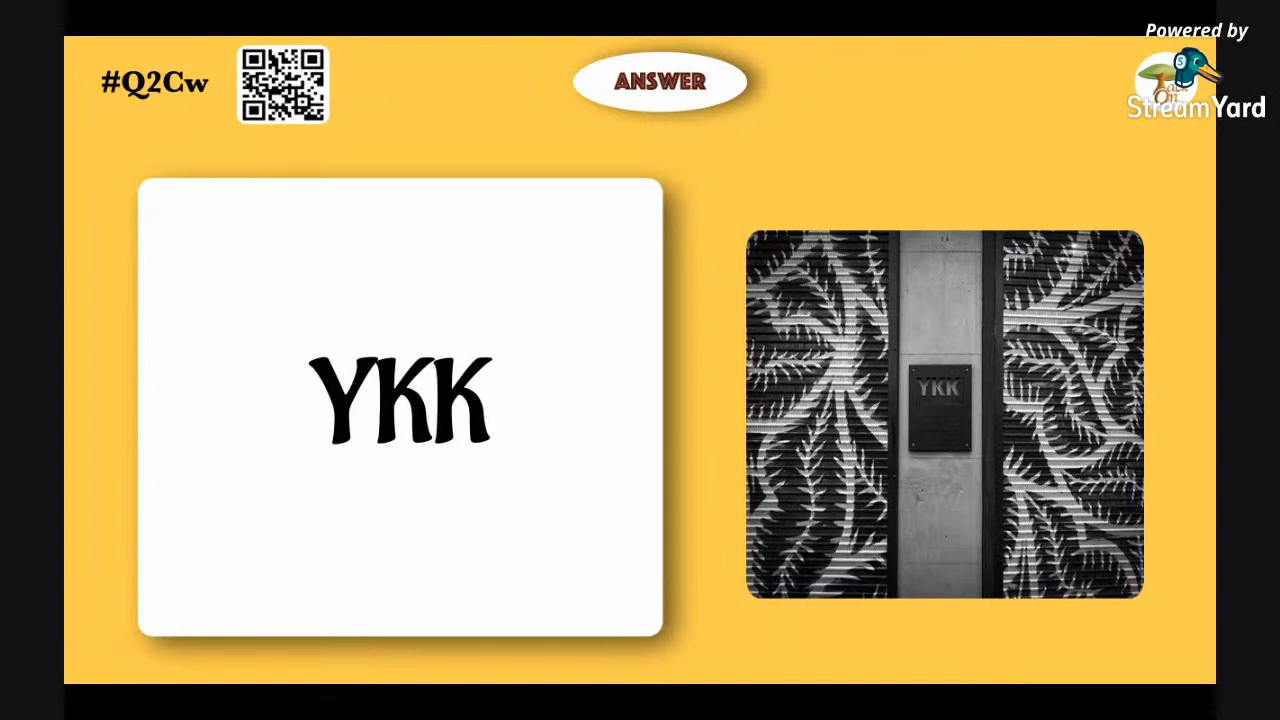 Powered by
#Q2Cw
ANSWER
StreamYard
YKK
YKK